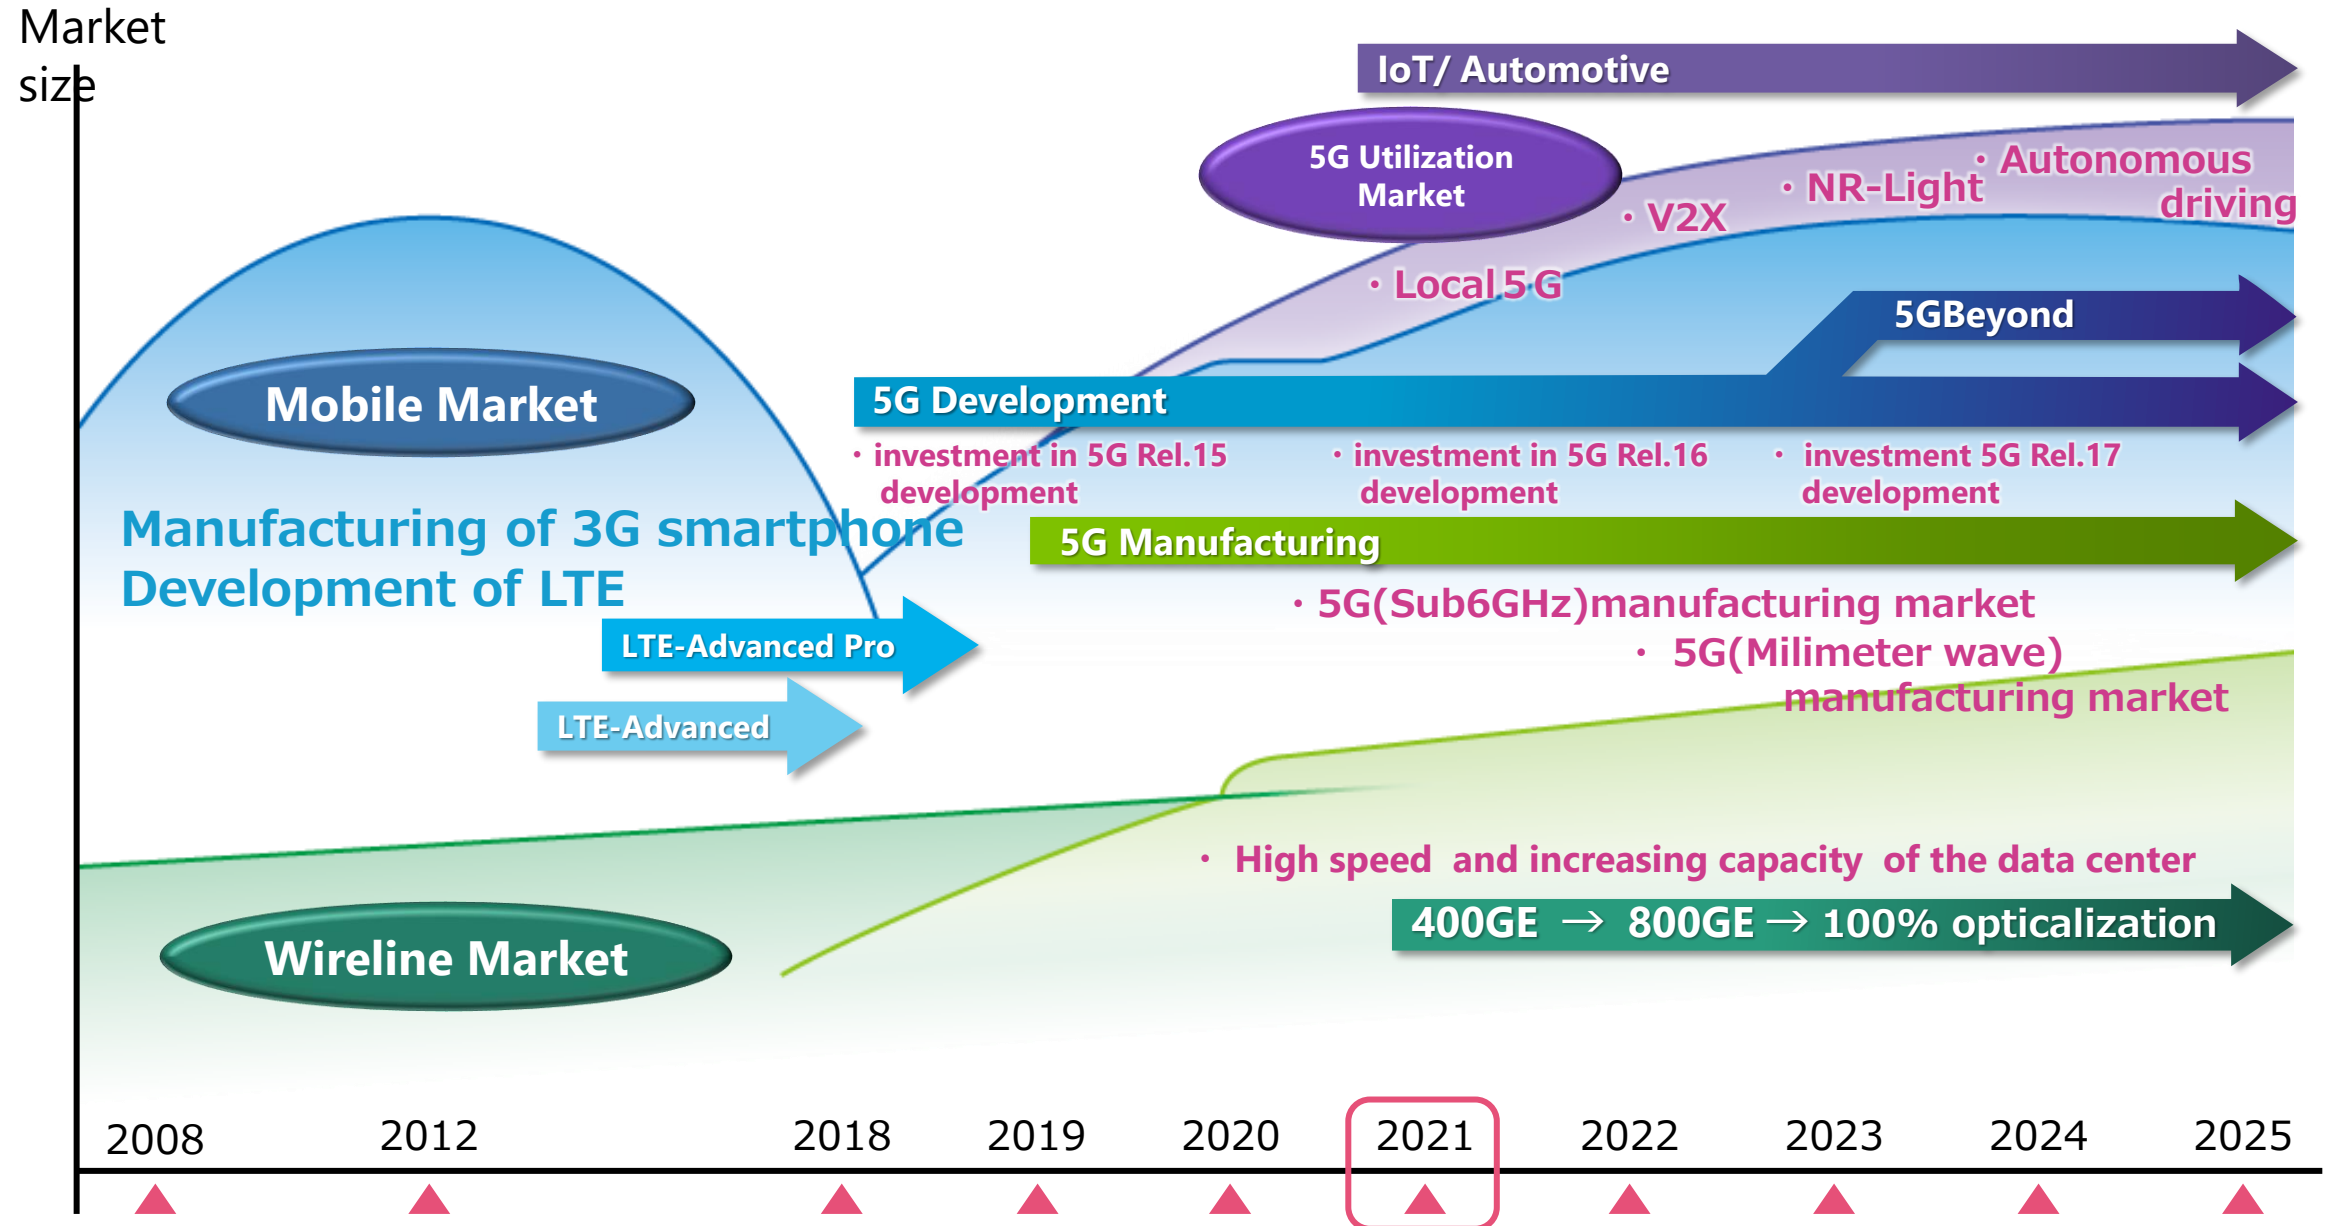 Market
size
IoT/ Automotive
5G Utilization
Market
・Autonomous
driving
・NR-Light
・V2X
・Local 5G
5GBeyond
Mobile Market
5G Development
・investment in 5G Rel.15
development
・investment in 5G Rel.16
development
・ investment 5G Rel.17
development
Manufacturing of 3G smartphone
Development of LTE
5G Manufacturing
・5G(Sub6GHz)manufacturing market
・ 5G(Milimeter wave)
manufacturing market
LTE-Advanced Pro
LTE-Advanced
・ High speed and increasing capacity of the data center
400GE → 800GE → 100% opticalization
Wireline Market
2008 2012 2018 2019 2020 2021 2022 2023 2024 2025